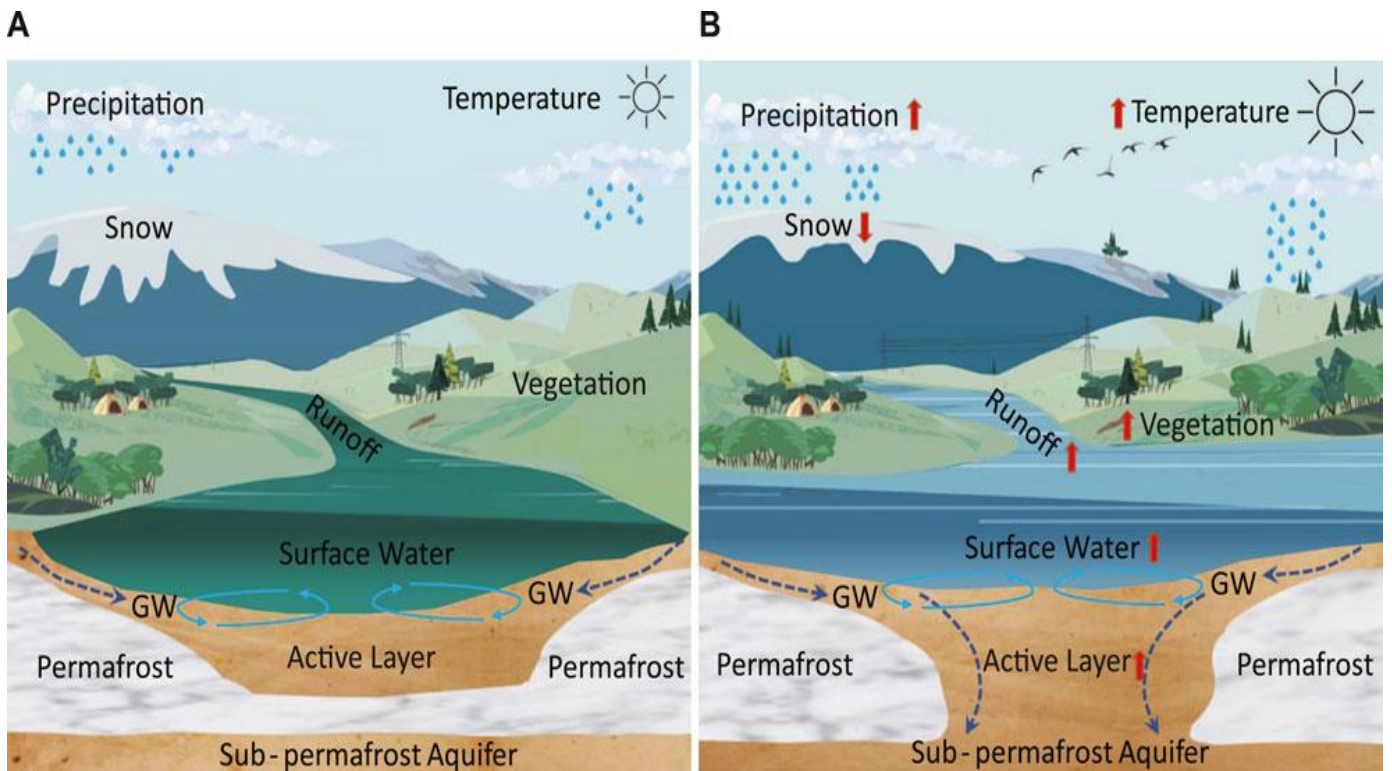 A
Precipitation
Temperature
Snow
Vegetation
Runoff
Surface Water
GW
GW
Active Layer
Permafrost
Permafrost
Sub-permafrost Aquifer
B
Precipitation
Temperature
Snow
Runoff
Vegetation
Surface Water
GW
GW
Active Layer
Permafrost
Permafrost
Sub-permafrost Aquifer